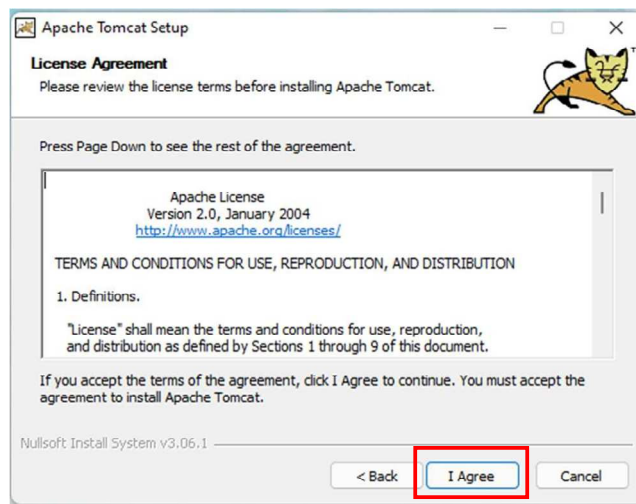 Apache Tomcat Setup
License Agreement
Please review the license terms before installing Apache Tomcat.
TM
Press Page Down to see the rest of the agreement.
Apache License
Version 2.0, January 2004
http://www.apache.org/licenses/
TERMS AND CONDITIONS FOR USE, REPRODUCTION, AND DISTRIBUTION
1. Definitions.
"License" shall mean the terms and conditions for use, reproduction,
and distribution as defined by Sections 1 through 9 of this document.
If you accept the terms of the agreement, click I Agree to continue. You must accept the
agreement to install Apache Tomcat.
Nullsoft Install System v3.06.1
< Back I Agree Cancel